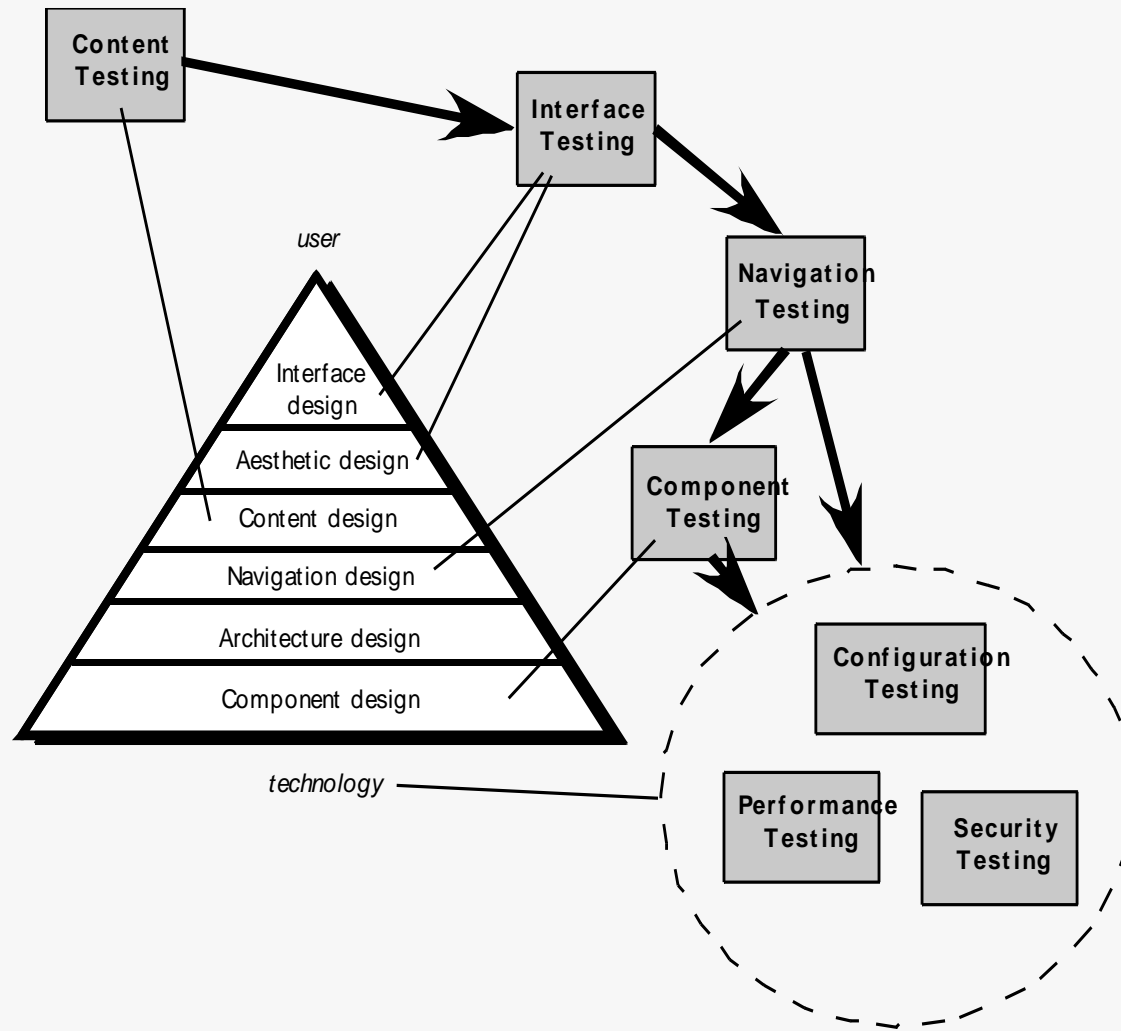 Content
Testing
Interface
Testing
user
Navigation
Testing
Interface
design
Aesthetic design
Component
Testing
Content design
Navigation design
Architecture design
Configuration
Testing
Component design
technology
Performance
Testing
Security
Testing